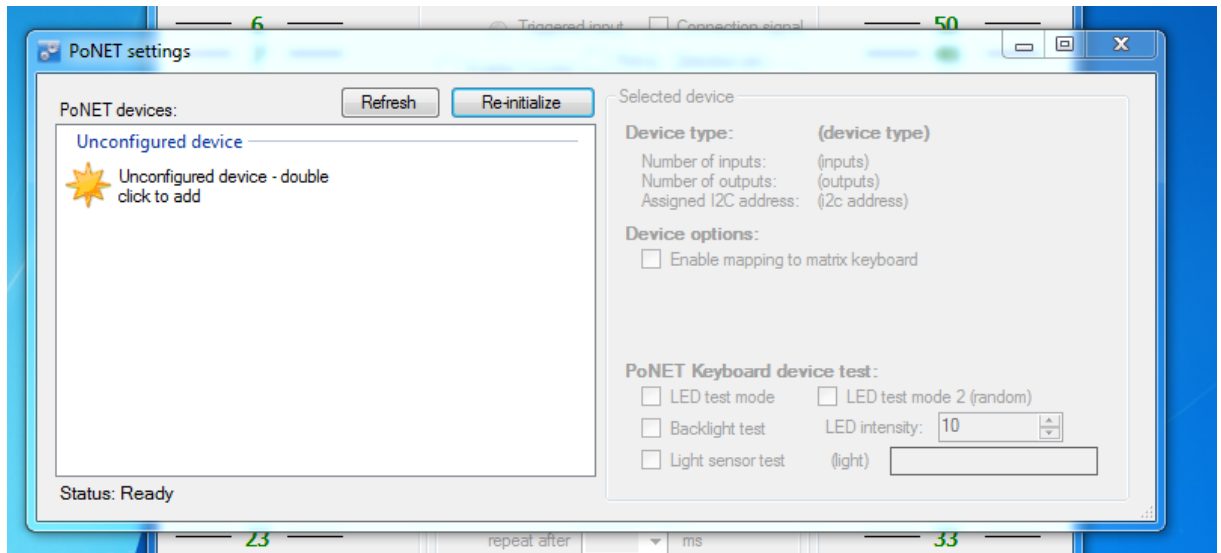 6
Triggered input
Connection signal
50
PoNET settings
PoNET devices:
Refresh
Re-initialize
Unconfigured device
Unconfigured device - double
click to add
Status: Ready
Selected device
Device type: (device type)
Number of inputs: (inputs)
Number of outputs: (outputs)
Assigned I2C address: (i2c address)
Device options:
Enable mapping to matrix keyboard
PoNET Keyboard device test:
LED test mode
LED test mode 2 (random)
Backlight test
LED intensity: 10
Light sensor test
(light)
23
repeat after
ms
33